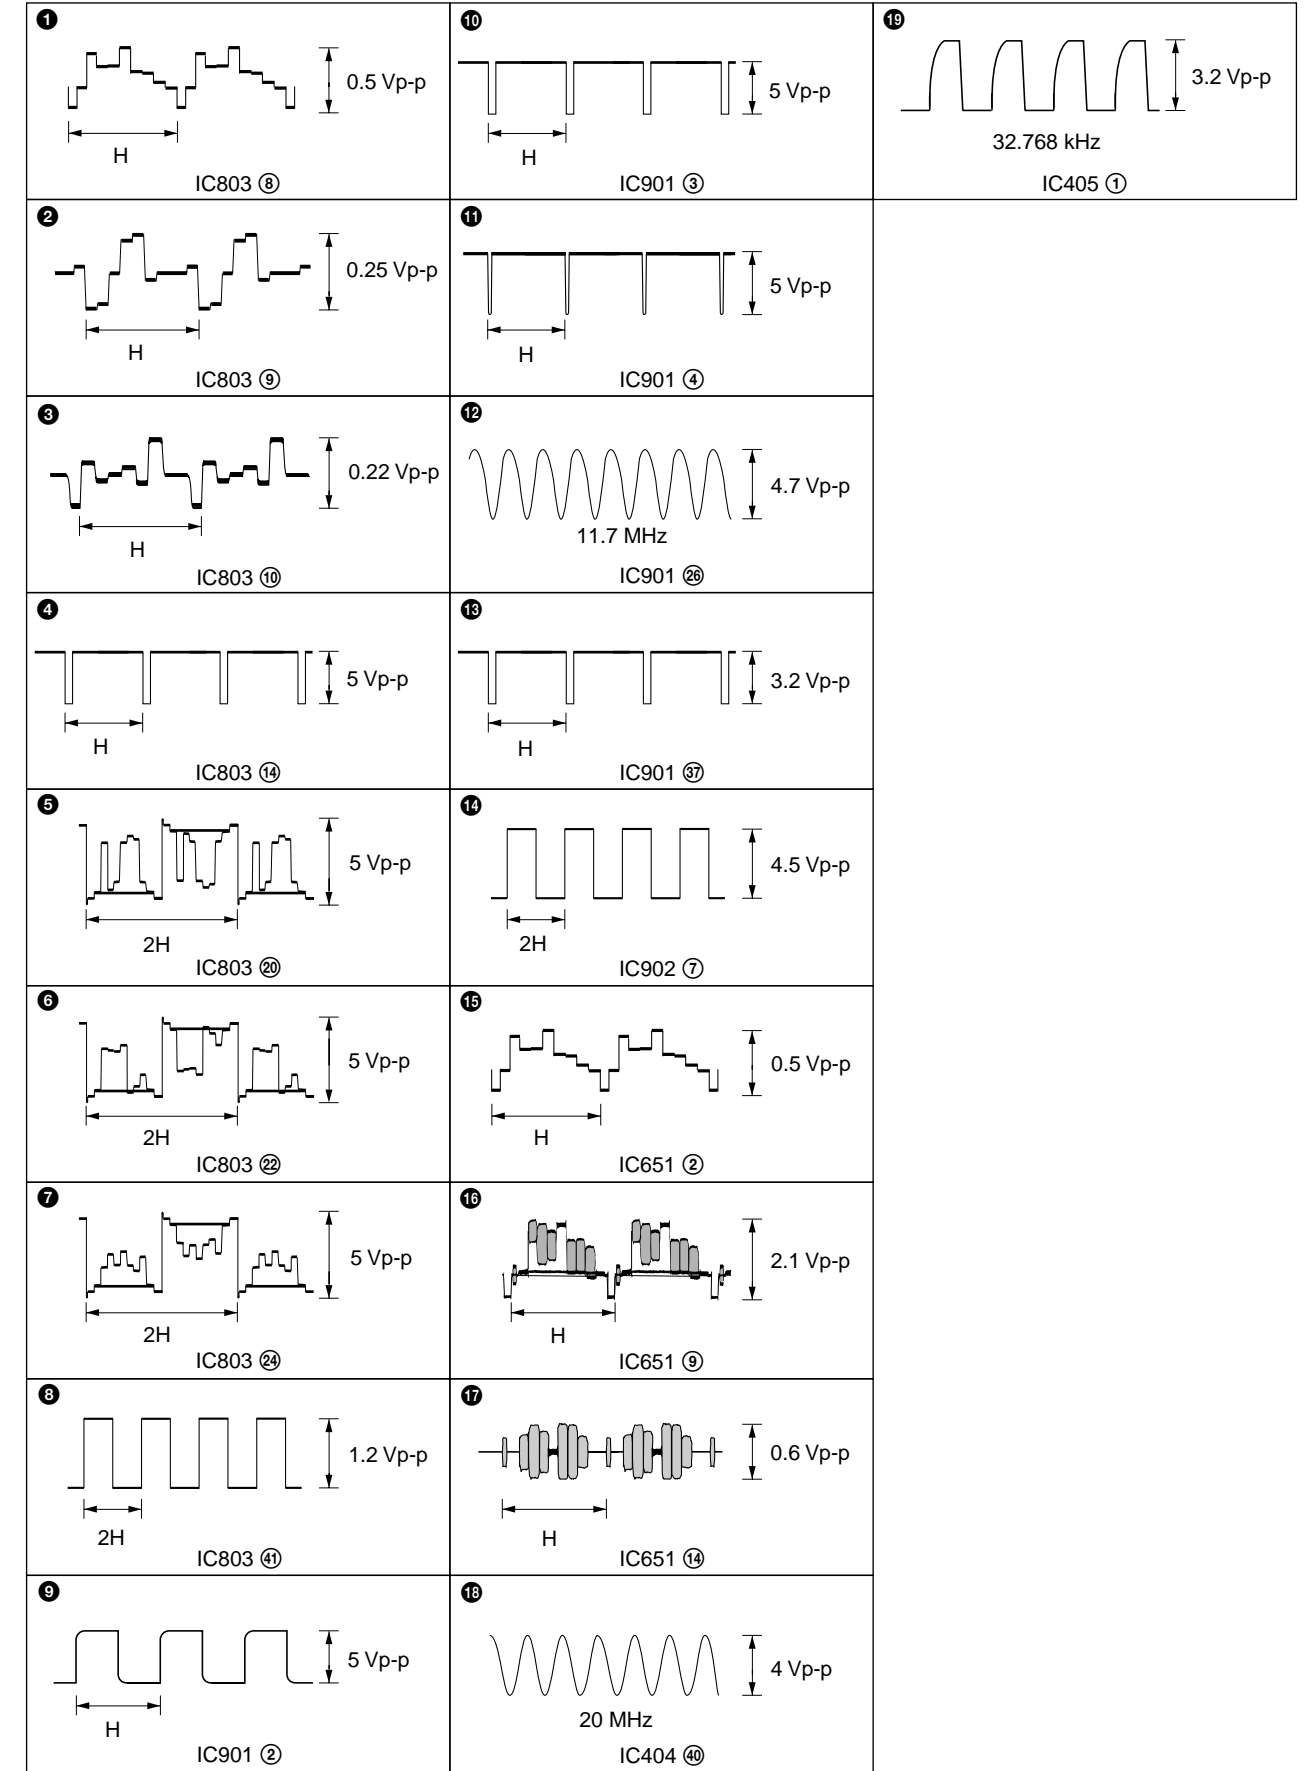 ❶
0.5 Vp-p
H
IC803 ⑧
❷
0.25 Vp-p
H
IC803 ⑨
❸
0.22 Vp-p
H
IC803 ⑩
❹
5 Vp-p
H
IC803 ⑭
❺
5 Vp-p
2H
IC803 ⑳
❻
5 Vp-p
2H
IC803 ㉒
❼
5 Vp-p
2H
IC803 ㉔
❽
1.2 Vp-p
2H
IC803 ㊶
❾
5 Vp-p
H
IC901 ②
❿
5 Vp-p
H
IC901 ③
⓫
5 Vp-p
H
IC901 ④
⓬
4.7 Vp-p
11.7 MHz
IC901 ㉖
⓭
3.2 Vp-p
H
IC901 ㊲
⓮
4.5 Vp-p
2H
IC902 ⑦
⓯
0.5 Vp-p
H
IC651 ②
⓰
2.1 Vp-p
H
IC651 ⑨
⓱
0.6 Vp-p
H
IC651 ⑭
⓲
4 Vp-p
20 MHz
IC404 ㊵
⓳
3.2 Vp-p
32.768 kHz
IC405 ①